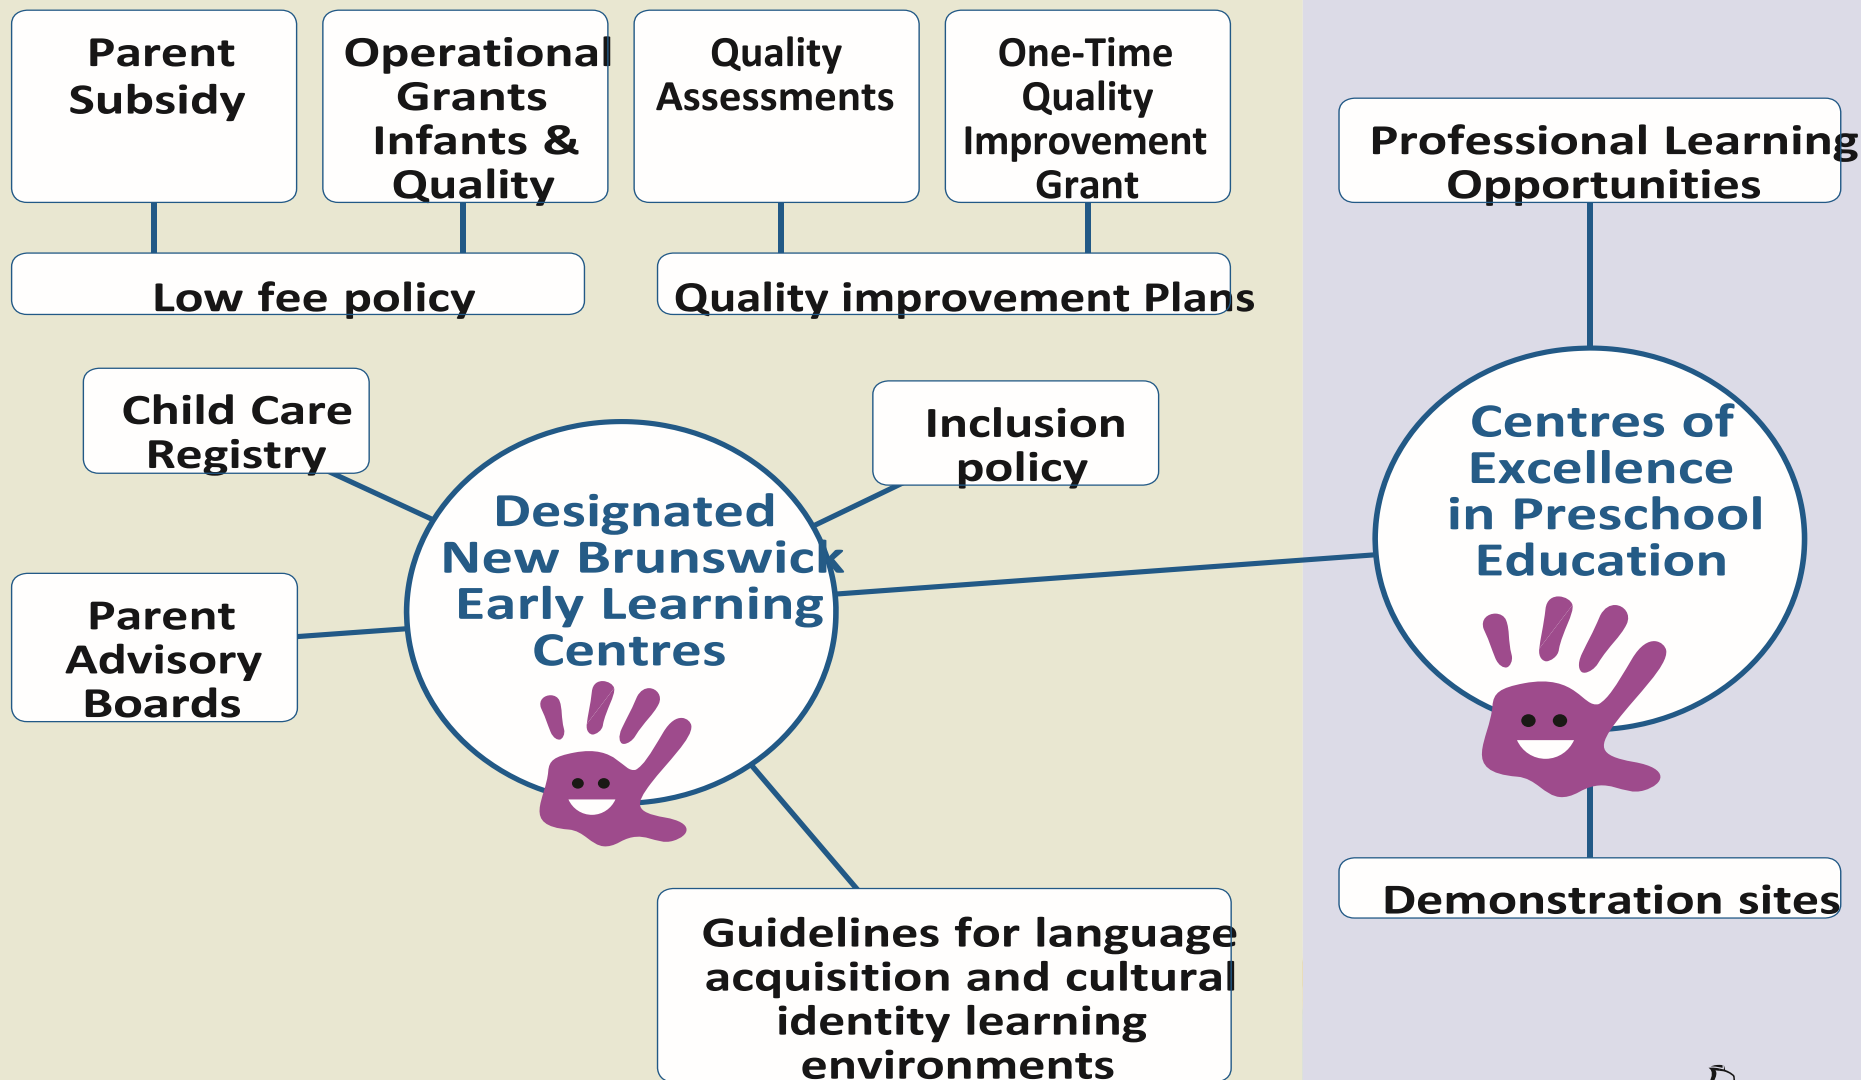 Parent
Subsidy
Operational
Grants
Infants &
Quality
Quality
Assessments
One-Time
Quality
Improvement
Grant
Professional Learning
Opportunities
Low fee policy
Quality improvement Plans
Child Care
Registry
Inclusion
policy
Centres of
Excellence
in Preschool
Education
Designated
New Brunswick
Early Learning
Centres
Parent
Advisory
Boards
Demonstration sites
Guidelines for language
acquisition and cultural
identity learning
environments